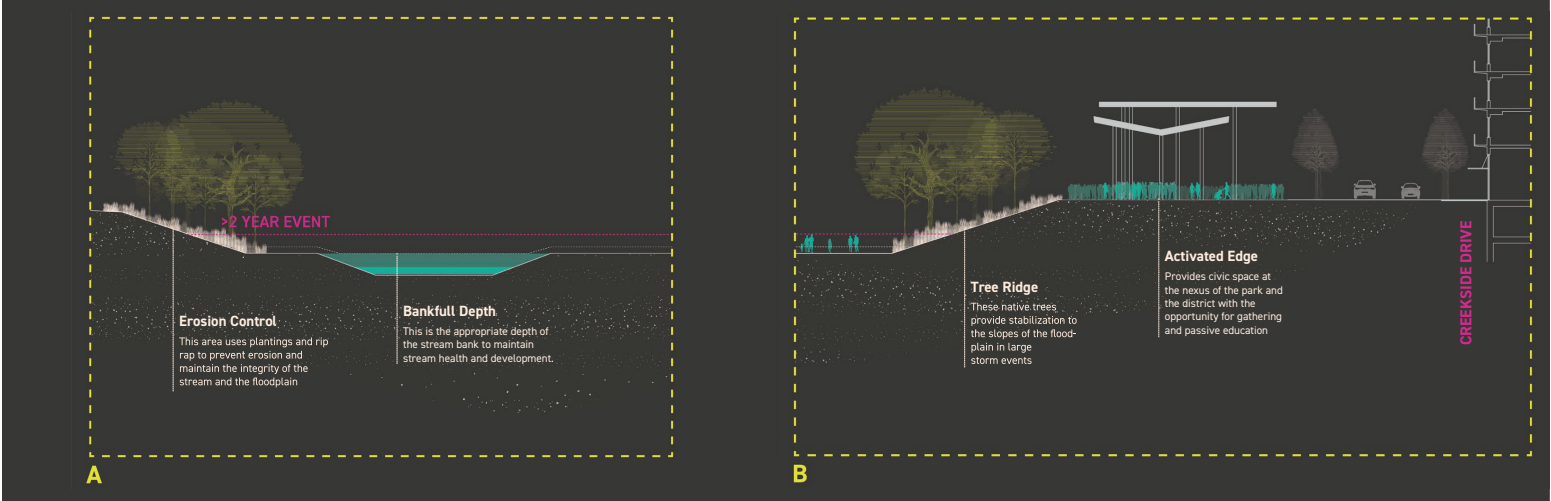 >2 YEAR EVENT
Erosion Control
This area uses plantings and rip
rap to prevent erosion and
maintain the integrity of the
stream and the floodplain
Bankfull Depth
This is the appropriate depth of
the stream bank to maintain
stream health and development.
A
Tree Ridge
These native trees
provide stabilization to
the slopes of the flood-
plain in large
storm events
Activated Edge
Provides civic space at
the nexus of the park and
the district with the
opportunity for gathering
and passive education
CREEKSIDE DRIVE
B